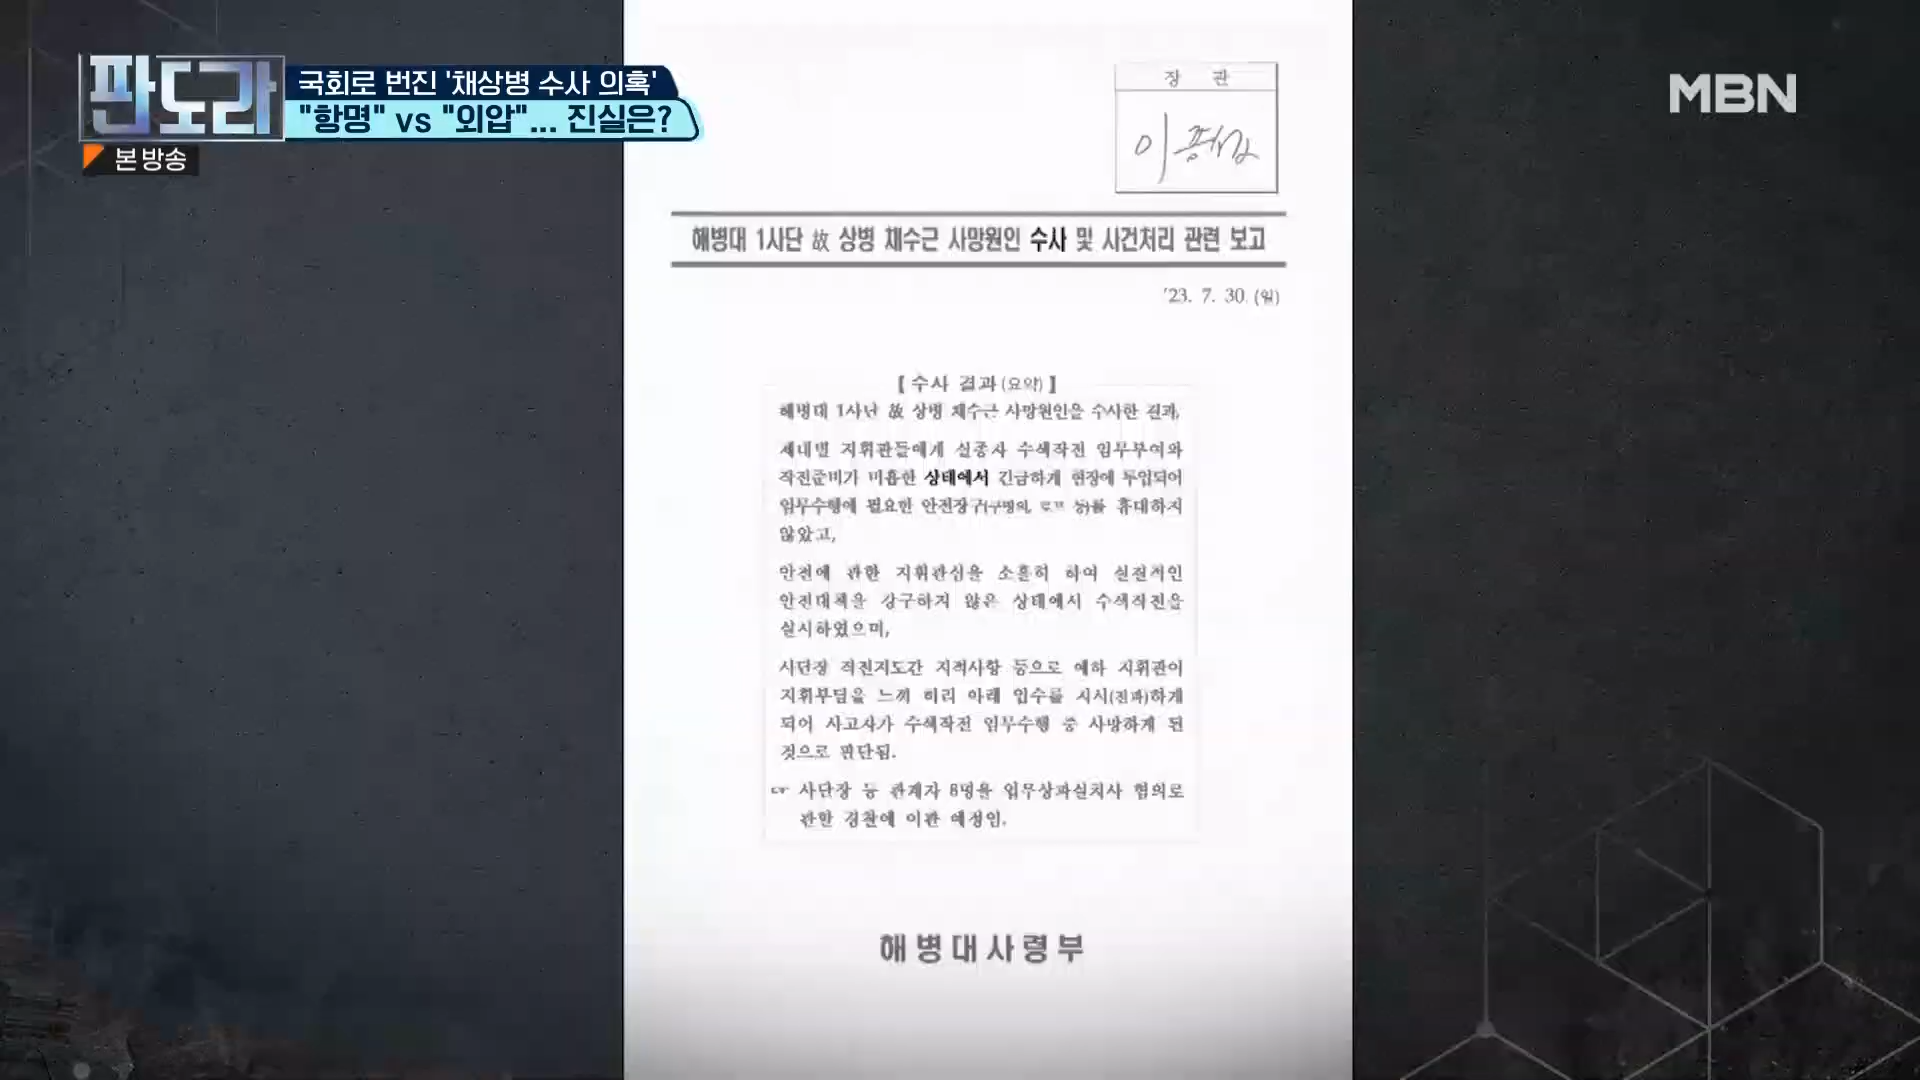 판도라
국회로 번진 '채상병 수사 의혹'
"항명" vs "외압"... 진실은?
본방송
MBN
장 관
이종섭
해병대 1사단 故 상병 채수근 사망원인 수사 및 사건처리 관련 보고
'23. 7. 30. (일)
【 수사 결과(요약) 】
해병대 1사단 故 상병 채수근 사망원인을 수사한 결과,
제대별 지휘관들에게 실종자 수색작전 임무부여와
작전준비가 미흡한 상태에서 긴급하게 현장에 투입되어
임무수행에 필요한 안전장구(구명의, 로프 등)를 휴대하지
않았고,
안전에 관한 지휘관심을 소홀히 하여 실질적인
안전대책을 강구하지 않은 상태에서 수색작전을
실시하였으며,
사단장 작전지도간 지적사항 등으로 예하 지휘관이
지휘부담을 느껴 허리 아래 입수를 지시(전파)하게
되어 사고자가 수색작전 임무수행 중 사망하게 된
것으로 판단됨.
☞ 사단장 등 관계자 8명을 업무상과실치사 혐의로
관할 경찰에 이관 예정임.
해병대사령부